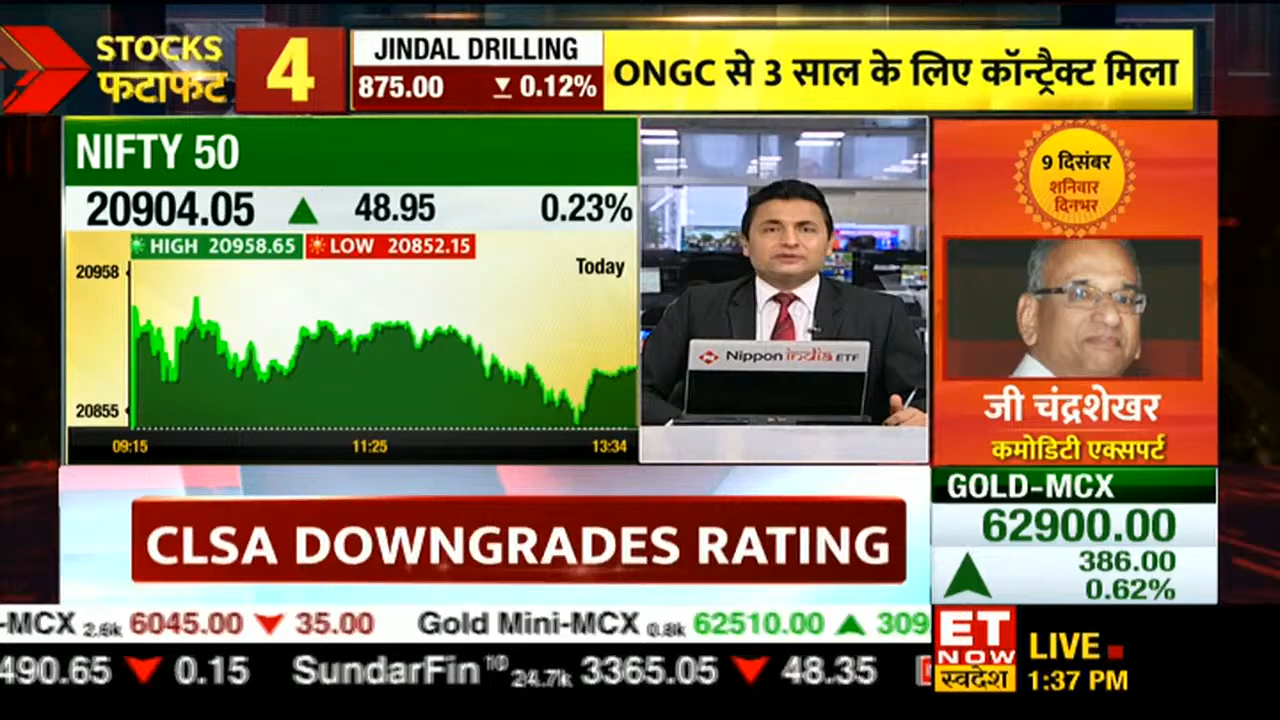 STOCKS
फटाफट
4
JINDAL DRILLING
875.00 0.12%
ONGC से 3 साल के लिए कॉन्ट्रैक्ट मिला
NIFTY 50
20904.05 48.95 0.23%
HIGH 20958.65 LOW 20852.15
Today
20958
20855
09:15 11:25 13:34
Nippon india ETF
9 दिसंबर
शनिवार
दिनभर
जी चंद्रशेखर
कमोडिटी एक्सपर्ट
GOLD-MCX
62900.00
386.00
0.62%
CLSA DOWNGRADES RATING
-MCX 2.6k 6045.00 35.00 Gold Mini-MCX 0.8k 62510.00 309
490.65 0.15 SundarFin 24.7k 3365.05 48.35
ET
NOW
स्वदेश
LIVE
1:37 PM